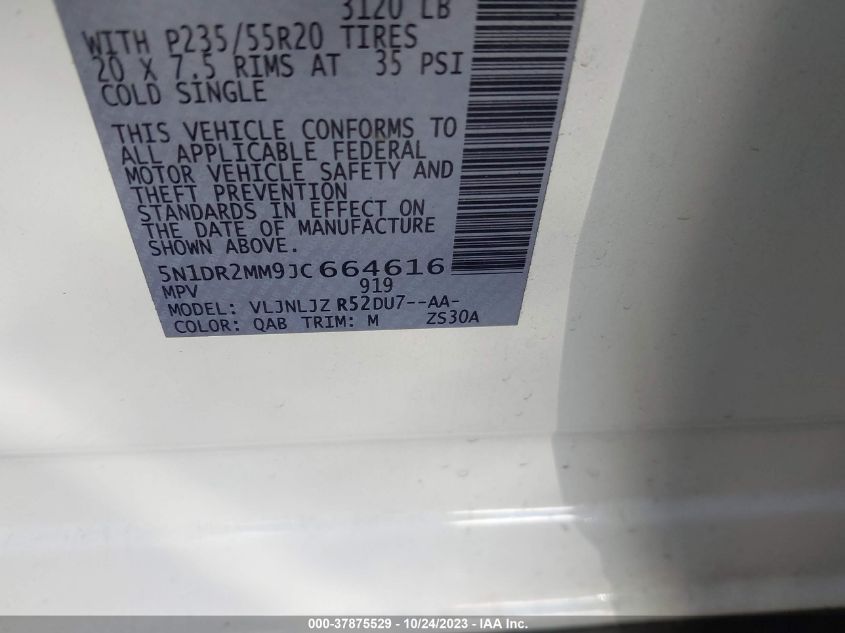 3120 LB
WITH P235/55R20 TIRES
20 X 7.5 RIMS AT 35 PSI
COLD SINGLE
THIS VEHICLE CONFORMS TO
ALL APPLICABLE FEDERAL
MOTOR VEHICLE SAFETY AND
THEFT PREVENTION
STANDARDS IN EFFECT ON
THE DATE OF MANUFACTURE
SHOWN ABOVE.
5N1DR2MM9JC664616
MPV 919
MODEL: VLJNLJZ R52DU7--AA-
COLOR: QAB TRIM: M ZS30A
000-37875529 - 10/24/2023 - IAA Inc.